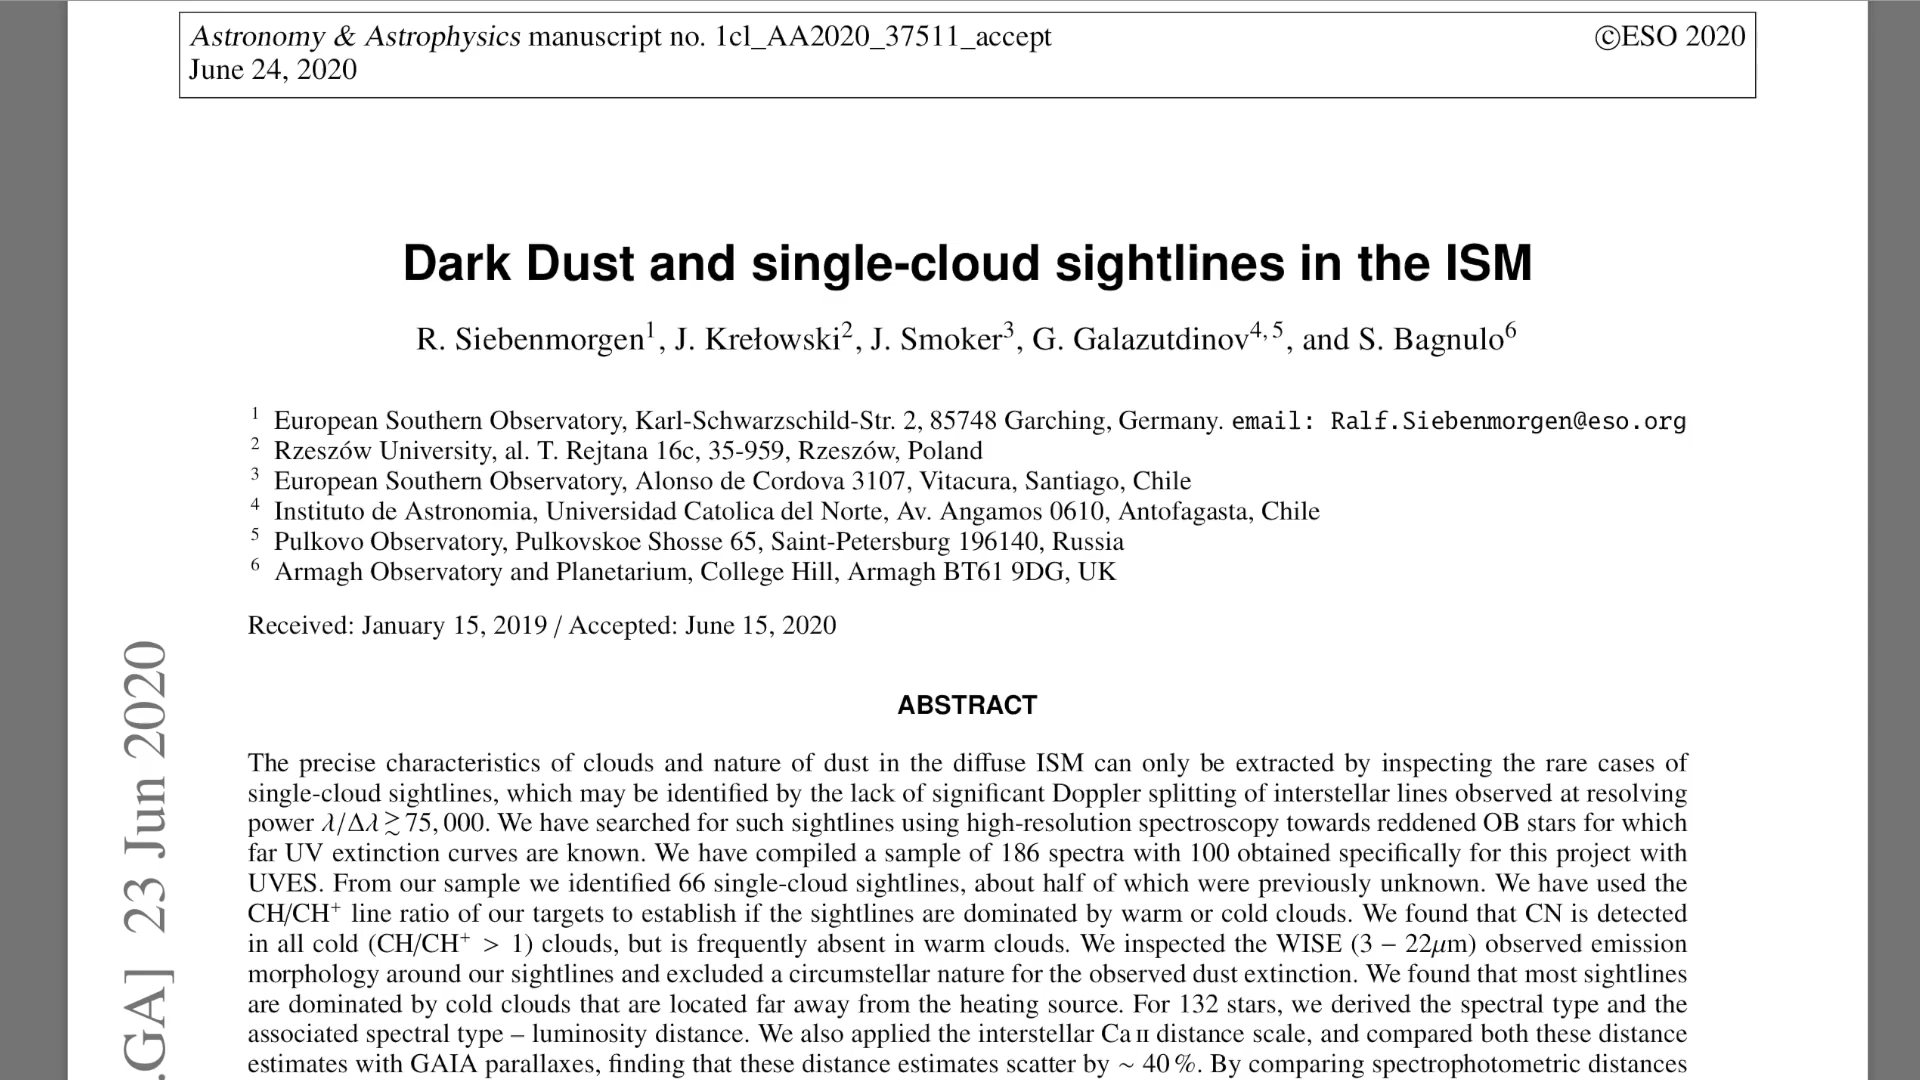 Astronomy & Astrophysics manuscript no. 1cl_AA2020_37511_accept ©ESO 2020
June 24, 2020
Dark Dust and single-cloud sightlines in the ISM
R. Siebenmorgen1, J. Krełowski2, J. Smoker3, G. Galazutdinov4, 5, and S. Bagnulo6
1 European Southern Observatory, Karl-Schwarzschild-Str. 2, 85748 Garching, Germany. email: Ralf.Siebenmorgen@eso.org
2 Rzeszów University, al. T. Rejtana 16c, 35-959, Rzeszów, Poland
3 European Southern Observatory, Alonso de Cordova 3107, Vitacura, Santiago, Chile
4 Instituto de Astronomia, Universidad Catolica del Norte, Av. Angamos 0610, Antofagasta, Chile
5 Pulkovo Observatory, Pulkovskoe Shosse 65, Saint-Petersburg 196140, Russia
6 Armagh Observatory and Planetarium, College Hill, Armagh BT61 9DG, UK
Received: January 15, 2019 / Accepted: June 15, 2020
ABSTRACT
The precise characteristics of clouds and nature of dust in the diffuse ISM can only be extracted by inspecting the rare cases of
single-cloud sightlines, which may be identified by the lack of significant Doppler splitting of interstellar lines observed at resolving
power λ/Δλ ≳ 75, 000. We have searched for such sightlines using high-resolution spectroscopy towards reddened OB stars for which
far UV extinction curves are known. We have compiled a sample of 186 spectra with 100 obtained specifically for this project with
UVES. From our sample we identified 66 single-cloud sightlines, about half of which were previously unknown. We have used the
CH/CH+ line ratio of our targets to establish if the sightlines are dominated by warm or cold clouds. We found that CN is detected
in all cold (CH/CH+ > 1) clouds, but is frequently absent in warm clouds. We inspected the WISE (3 – 22μm) observed emission
morphology around our sightlines and excluded a circumstellar nature for the observed dust extinction. We found that most sightlines
are dominated by cold clouds that are located far away from the heating source. For 132 stars, we derived the spectral type and the
associated spectral type – luminosity distance. We also applied the interstellar Ca II distance scale, and compared both these distance
estimates with GAIA parallaxes, finding that these distance estimates scatter by ~ 40 %. By comparing spectrophotometric distances
.GA] 23 Jun 2020